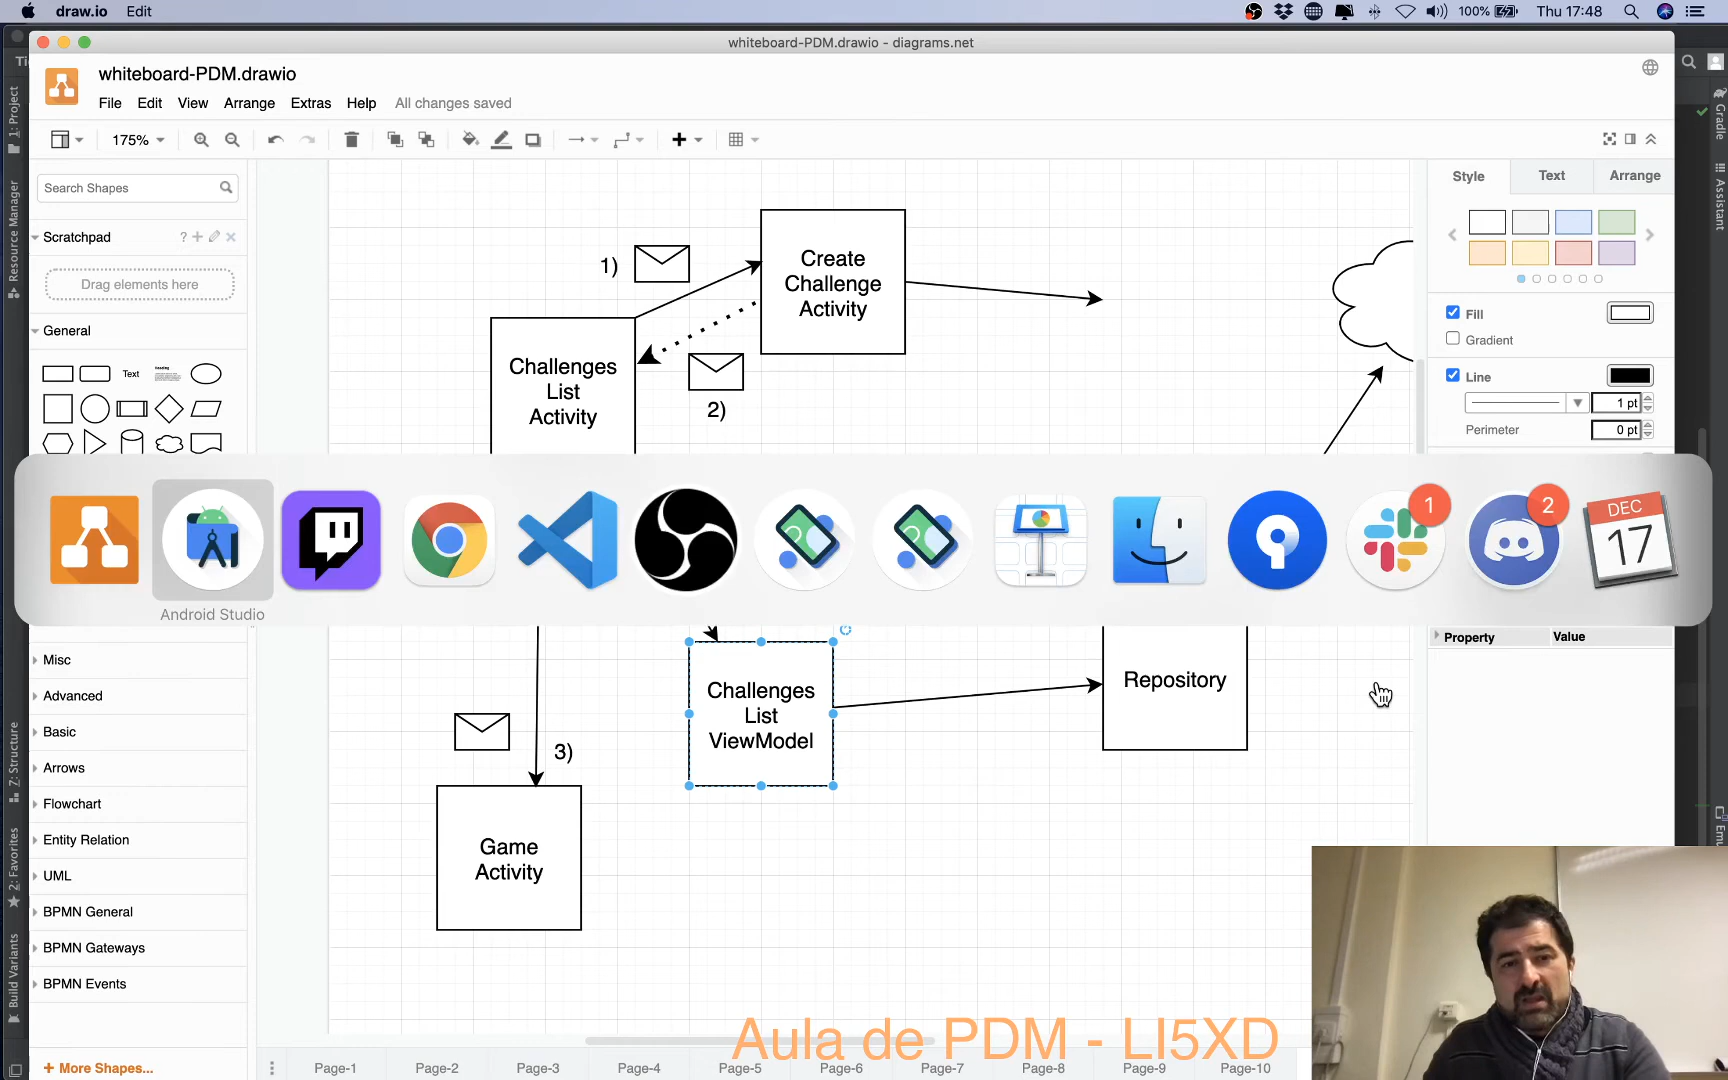 draw.io Edit
100% Thu 17:48
whiteboard-PDM.drawio - diagrams.net
whiteboard-PDM.drawio
File Edit View Arrange Extras Help All changes saved
175%
Search Shapes
Scratchpad ?
Drag elements here
General
Text
Heading
Misc
Advanced
Basic
Arrows
Flowchart
Entity Relation
UML
BPMN General
BPMN Gateways
BPMN Events
+ More Shapes...
1: Project
Resource Manager
7: Structure
2: Favorites
Build Variants
1)
Create
Challenge
Activity
Challenges
List
Activity
2)
Android Studio
1
2
DEC
17
Challenges
List
ViewModel
Repository
3)
Game
Activity
Style Text Arrange
Fill
Gradient
Line
1 pt
Perimeter 0 pt
Property Value
Gradle
Assistant
Aula de PDM - LI5XD
Page-1 Page-2 Page-3 Page-4 Page-5 Page-6 Page-7 Page-8 Page-9 Page-10